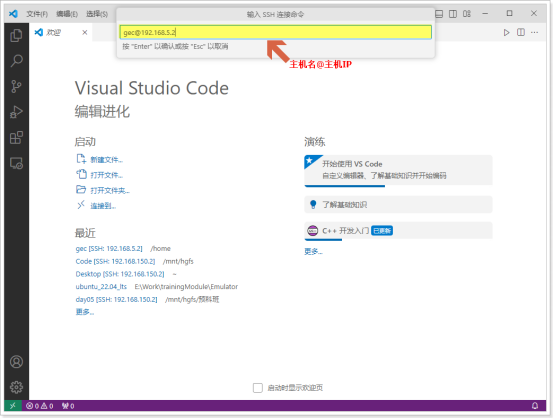 文件(F) 编辑(E) 选择(S)
输入 SSH 连接命令
欢迎
gec@192.168.5.2
按 "Enter" 以确认或按 "Esc" 以取消
主机名@主机IP
Visual Studio Code
编辑进化
启动
新建文件...
打开文件...
打开文件夹...
连接到...
最近
gec [SSH: 192.168.5.2] /home
Code [SSH: 192.168.150.2] /mnt/hgfs
Desktop [SSH: 192.168.150.2] ~
ubuntu_22.04_lts E:\Work\trainingModule\Emulator
day05 [SSH: 192.168.150.2] /mnt/hgfs/预科班
更多...
演练
开始使用 VS Code
自定义编辑器、了解基础知识并开始编码
了解基础知识
C++ 开发入门 已更新
更多...
启动时显示欢迎页
0 0 0